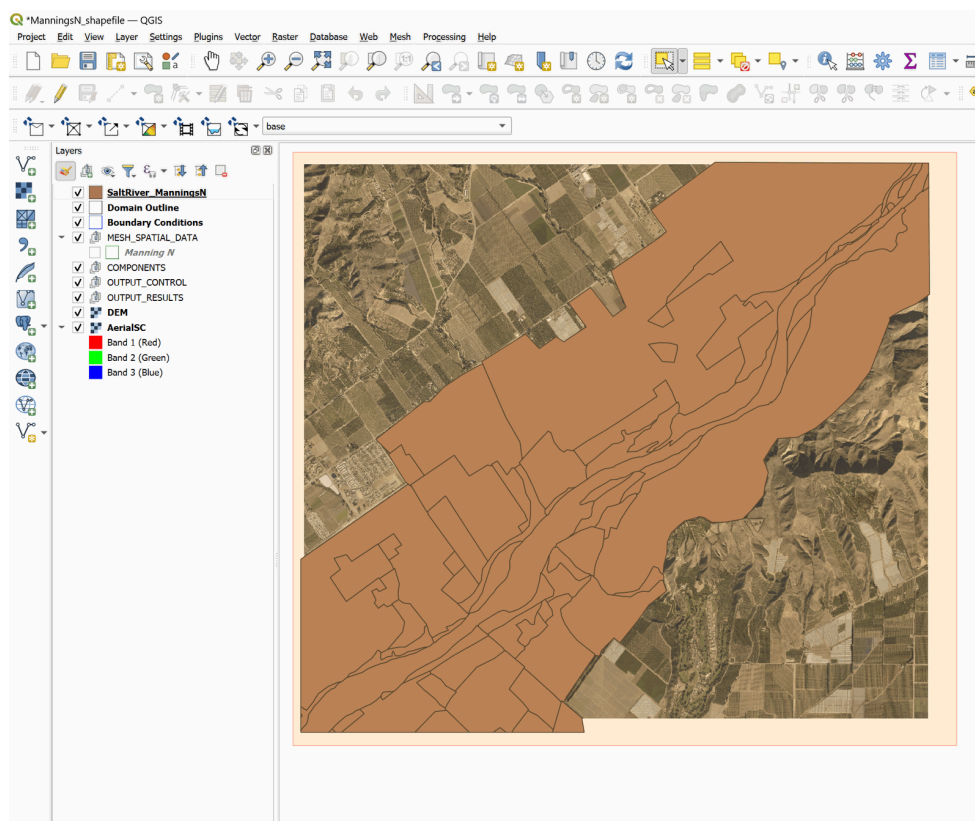 *ManningsN_shapefile — QGIS
Project Edit View Layer Settings Plugins Vector Raster Database Web Mesh Processing Help
base
Layers
SaltRiver_ManningsN
Domain Outline
Boundary Conditions
MESH_SPATIAL_DATA
Manning N
COMPONENTS
OUTPUT_CONTROL
OUTPUT_RESULTS
DEM
AerialSC
Band 1 (Red)
Band 2 (Green)
Band 3 (Blue)